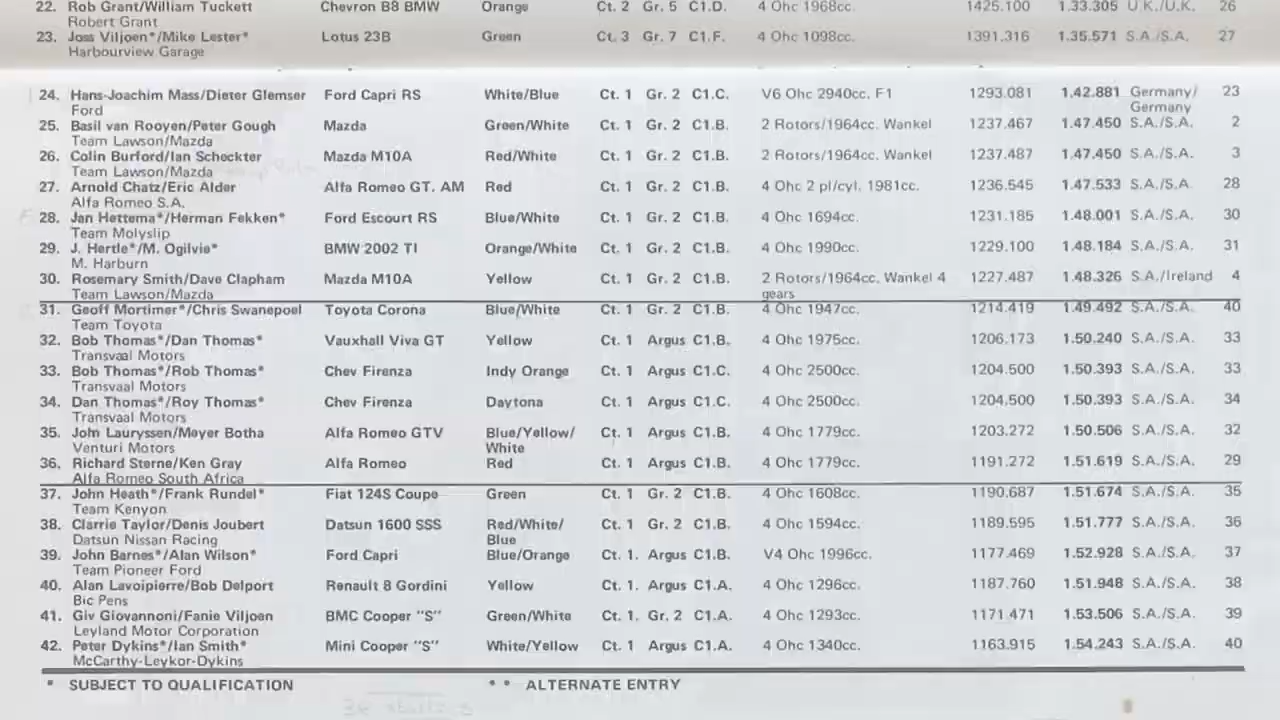 22. Rob Grant/William Tuckett Chevron B8 BMW Orange Ct. 2 Gr. 5 C1.D. 4 Ohc 1968cc. 1425.100 1.33.305 U.K./U.K. 26
Robert Grant
23. Joss Viljoen*/Mike Lester* Lotus 23B Green Ct. 3 Gr. 7 C1.F. 4 Ohc 1098cc. 1391.316 1.35.571 S.A./S.A. 27
Harbourview Garage
24. Hans-Joachim Mass/Dieter Glemser Ford Capri RS White/Blue Ct. 1 Gr. 2 C1.C. V6 Ohc 2940cc. F1 1293.081 1.42.881 Germany/ 23
Ford Germany
25. Basil van Rooyen/Peter Gough Mazda Green/White Ct. 1 Gr. 2 C1.B. 2 Rotors/1964cc. Wankel 1237.467 1.47.450 S.A./S.A. 2
Team Lawson/Mazda
26. Colin Burford/Ian Scheckter Mazda M10A Red/White Ct. 1 Gr. 2 C1.B. 2 Rotors/1964cc. Wankel 1237.487 1.47.450 S.A./S.A. 3
Team Lawson/Mazda
27. Arnold Chatz/Eric Alder Alfa Romeo GT. AM Red Ct. 1 Gr. 2 C1.B. 4 Ohc 2 pl/cyl. 1981cc. 1236.545 1.47.533 S.A./S.A. 28
Alfa Romeo S.A.
28. Jan Hettema*/Herman Fekken* Ford Escourt RS Blue/White Ct. 1 Gr. 2 C1.B. 4 Ohc 1694cc. 1231.185 1.48.001 S.A./S.A. 30
Team Molyslip
29. J. Hertle*/M. Ogilvie* BMW 2002 TI Orange/White Ct. 1 Gr. 2 C1.B. 4 Ohc 1990cc. 1229.100 1.48.184 S.A./S.A. 31
M. Harburn
30. Rosemary Smith/Dave Clapham Mazda M10A Yellow Ct. 1 Gr. 2 C1.B. 2 Rotors/1964cc. Wankel 4 1227.487 1.48.326 S.A./Ireland 4
Team Lawson/Mazda gears
31. Geoff Mortimer*/Chris Swanepoel Toyota Corona Blue/White Ct. 1 Gr. 2 C1.B. 4 Ohc 1947cc. 1214.419 1.49.492 S.A./S.A. 40
Team Toyota
32. Bob Thomas*/Dan Thomas* Vauxhall Viva GT Yellow Ct. 1 Argus C1.B. 4 Ohc 1975cc. 1206.173 1.50.240 S.A./S.A. 33
Transvaal Motors
33. Bob Thomas*/Rob Thomas* Chev Firenza Indy Orange Ct. 1 Argus C1.C. 4 Ohc 2500cc. 1204.500 1.50.393 S.A./S.A. 33
Transvaal Motors
34. Dan Thomas*/Roy Thomas* Chev Firenza Daytona Ct. 1 Argus C1.C. 4 Ohc 2500cc. 1204.500 1.50.393 S.A./S.A. 34
Transvaal Motors
35. John Lauryssen/Meyer Botha Alfa Romeo GTV Blue/Yellow/ Ct. 1 Argus C1.B. 4 Ohc 1779cc. 1203.272 1.50.506 S.A./S.A. 32
Venturi Motors White
36. Richard Sterne/Ken Gray Alfa Romeo Red Ct. 1 Argus C1.B. 4 Ohc 1779cc. 1191.272 1.51.619 S.A./S.A. 29
Alfa Romeo South Africa
37. John Heath*/Frank Rundel* Fiat 124S Coupe Green Ct. 1 Gr. 2 C1.B. 4 Ohc 1608cc. 1190.687 1.51.674 S.A./S.A. 35
Team Kenyon
38. Clarrie Taylor/Denis Joubert Datsun 1600 SSS Red/White/ Ct. 1 Gr. 2 C1.B. 4 Ohc 1594cc. 1189.595 1.51.777 S.A./S.A. 36
Datsun Nissan Racing Blue
39. John Barnes*/Alan Wilson* Ford Capri Blue/Orange Ct. 1. Argus C1.B. V4 Ohc 1996cc. 1177.469 1.52.928 S.A./S.A. 37
Team Pioneer Ford
40. Alan Lavoipierre/Bob Delport Renault 8 Gordini Yellow Ct. 1. Argus C1.A. 4 Ohc 1296cc. 1187.760 1.51.948 S.A./S.A. 38
Bic Pens
41. Giv Giovannoni/Fanie Viljoen BMC Cooper "S" Green/White Ct. 1. Gr. 2 C1.A. 4 Ohc 1293cc. 1171.471 1.53.506 S.A./S.A. 39
Leyland Motor Corporation
42. Peter Dykins*/Ian Smith* Mini Cooper "S" White/Yellow Ct. 1 Argus C1.A. 4 Ohc 1340cc. 1163.915 1.54.243 S.A./S.A. 40
McCarthy-Leykor-Dykins
* SUBJECT TO QUALIFICATION * * ALTERNATE ENTRY